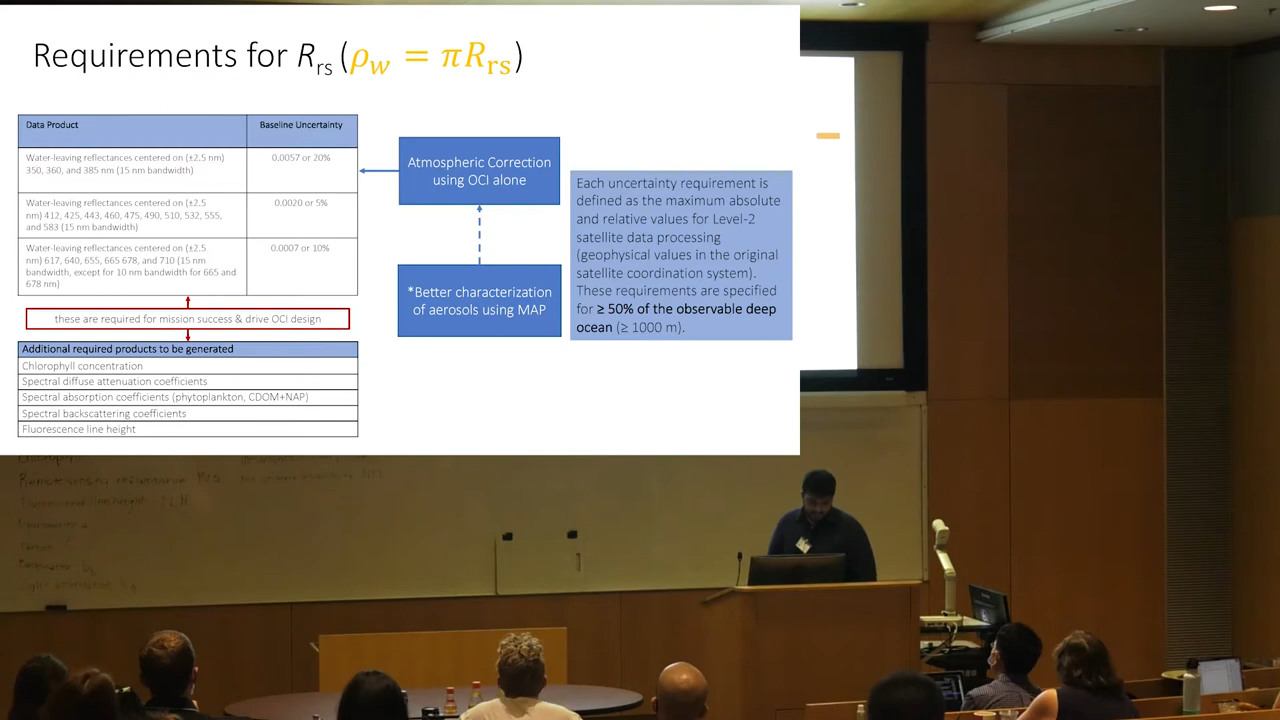 Requirements for Rrs (ρw = πRrs)
Data Product
Baseline Uncertainty
Water-leaving reflectances centered on (±2.5 nm)
350, 360, and 385 nm (15 nm bandwidth)
0.0057 or 20%
Water-leaving reflectances centered on (±2.5
nm) 412, 425, 443, 460, 475, 490, 510, 532, 555,
and 583 (15 nm bandwidth)
0.0020 or 5%
Water-leaving reflectances centered on (±2.5
nm) 617, 640, 655, 665 678, and 710 (15 nm
bandwidth, except for 10 nm bandwidth for 665 and
678 nm)
0.0007 or 10%
these are required for mission success & drive OCI design
Additional required products to be generated
Chlorophyll concentration
Spectral diffuse attenuation coefficients
Spectral absorption coefficients (phytoplankton, CDOM+NAP)
Spectral backscattering coefficients
Fluorescence line height
Atmospheric Correction
using OCI alone
*Better characterization
of aerosols using MAP
Each uncertainty requirement is
defined as the maximum absolute
and relative values for Level-2
satellite data processing
(geophysical values in the original
satellite coordination system).
These requirements are specified
for ≥ 50% of the observable deep
ocean (≥ 1000 m).